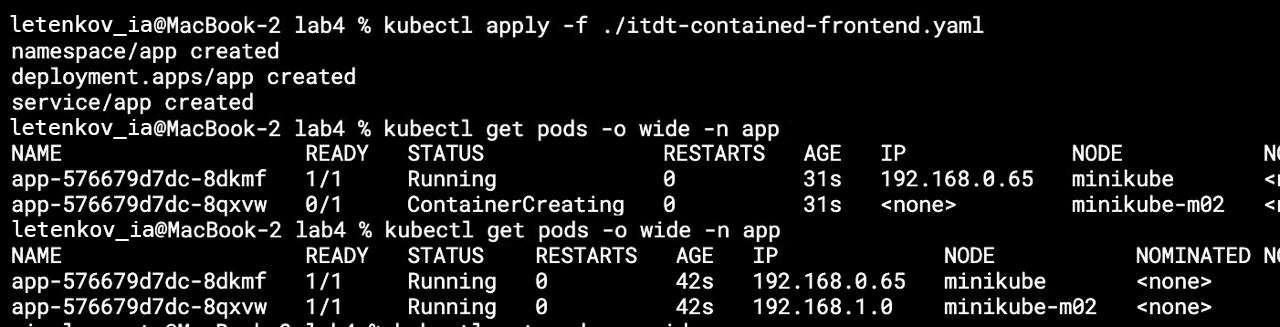 letenkov_ia@MacBook-2 lab4 % kubectl apply -f ./itdt-contained-frontend.yaml
namespace/app created
deployment.apps/app created
service/app created
letenkov_ia@MacBook-2 lab4 % kubectl get pods -o wide -n app
NAME READY STATUS RESTARTS AGE IP NODE
app-576679d7dc-8dkmf 1/1 Running 0 31s 192.168.0.65 minikube
app-576679d7dc-8qxvw 0/1 ContainerCreating 0 31s <none> minikube-m02
letenkov_ia@MacBook-2 lab4 % kubectl get pods -o wide -n app
NAME READY STATUS RESTARTS AGE IP NODE NOMINATED
app-576679d7dc-8dkmf 1/1 Running 0 42s 192.168.0.65 minikube <none>
app-576679d7dc-8qxvw 1/1 Running 0 42s 192.168.1.0 minikube-m02 <none>